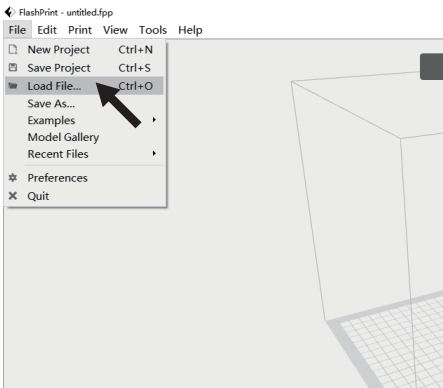 FlashPrint - untitled.fpp
File Edit Print View Tools Help
New Project Ctrl+N
Save Project Ctrl+S
Load File... Ctrl+O
Save As...
Examples
Model Gallery
Recent Files
Preferences
Quit